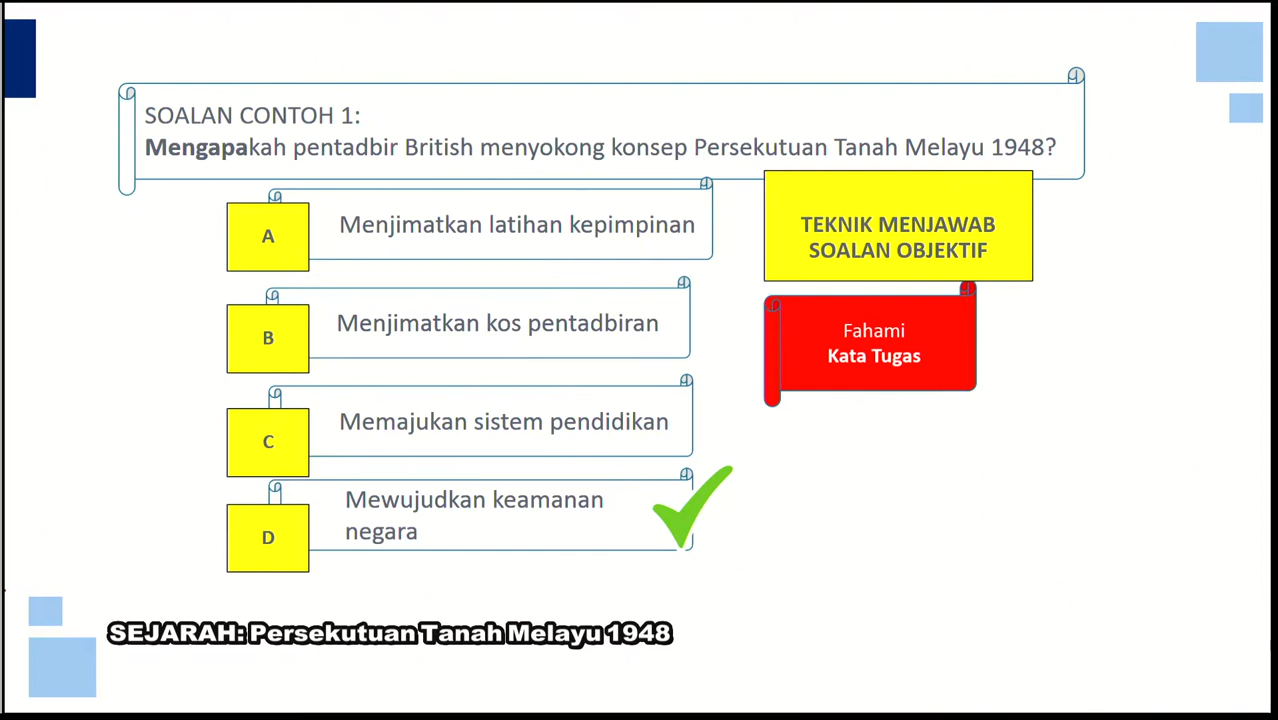 SOALAN CONTOH 1:
Mengapakah pentadbir British menyokong konsep Persekutuan Tanah Melayu 1948?
A
Menjimatkan latihan kepimpinan
B
Menjimatkan kos pentadbiran
C
Memajukan sistem pendidikan
D
Mewujudkan keamanan
negara
TEKNIK MENJAWAB
SOALAN OBJEKTIF
Fahami
Kata Tugas
SEJARAH: Persekutuan Tanah Melayu 1948